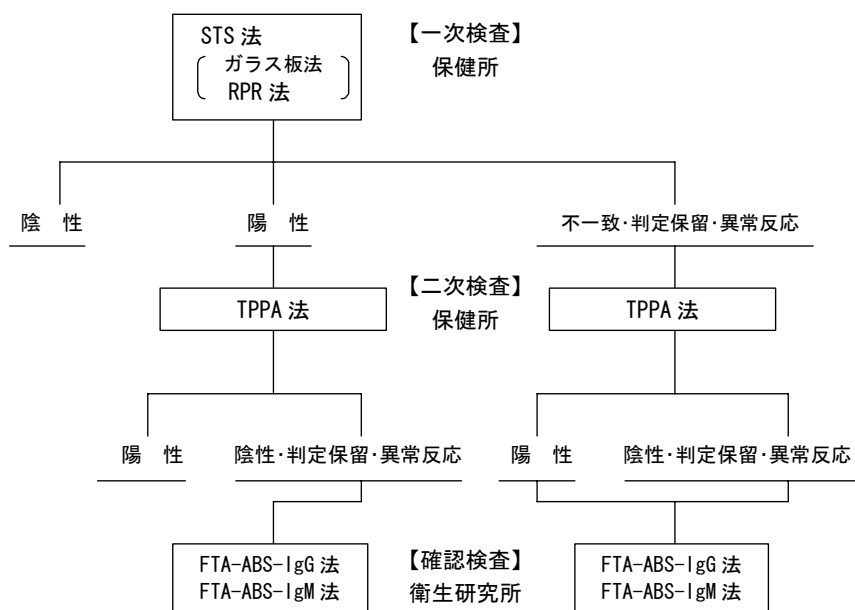 STS 法
ガラス板法
RPR 法
【一次検査】
保健所
陰 性
陽 性
不一致・判定保留・異常反応
【二次検査】
保健所
TPPA 法
TPPA 法
陽 性
陰性・判定保留・異常反応
陽 性
陰性・判定保留・異常反応
FTA-ABS-IgG 法
FTA-ABS-IgM 法
【確認検査】
衛生研究所
FTA-ABS-IgG 法
FTA-ABS-IgM 法